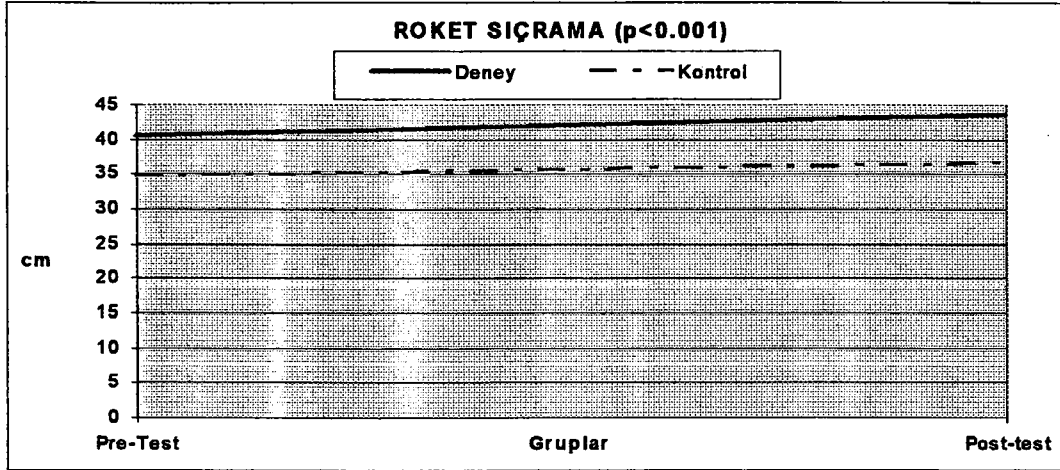 ROKET SIÇRAMA (p<0.001)
Deney Kontrol
45
40
35
30
25
cm
20
15
10
5
0
Pre-Test Gruplar Post-test